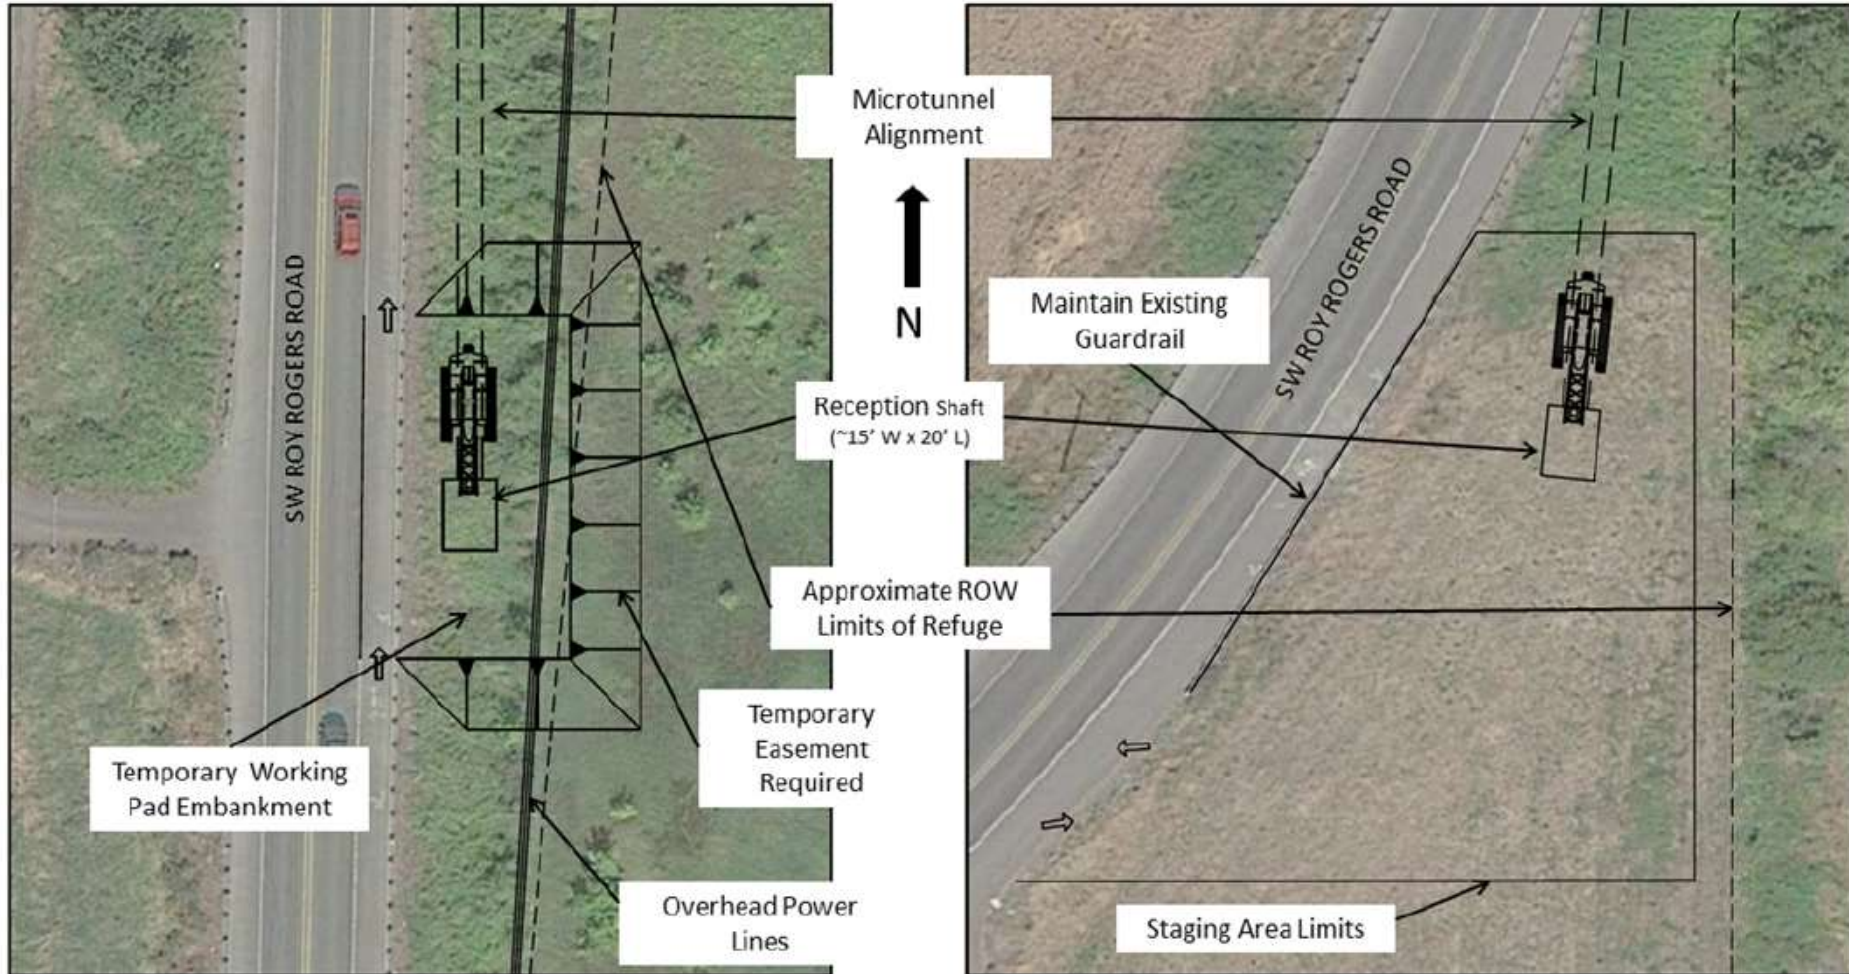 Microtunnel
Alignment
N
SW ROY ROGERS ROAD
SW ROY ROGERS ROAD
Maintain Existing
Guardrail
Reception Shaft
(~15' W x 20' L)
Approximate ROW
Limits of Refuge
Temporary
Easement
Required
Temporary Working
Pad Embankment
Overhead Power
Lines
Staging Area Limits